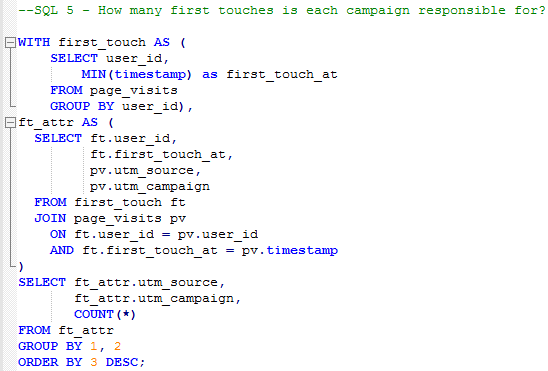 --SQL 5 - How many first touches is each campaign responsible for?
WITH first_touch AS (
SELECT user_id,
MIN(timestamp) as first_touch_at
FROM page_visits
GROUP BY user_id),
ft_attr AS (
SELECT ft.user_id,
ft.first_touch_at,
pv.utm_source,
pv.utm_campaign
FROM first_touch ft
JOIN page_visits pv
ON ft.user_id = pv.user_id
AND ft.first_touch_at = pv.timestamp
)
SELECT ft_attr.utm_source,
ft_attr.utm_campaign,
COUNT(*)
FROM ft_attr
GROUP BY 1, 2
ORDER BY 3 DESC;